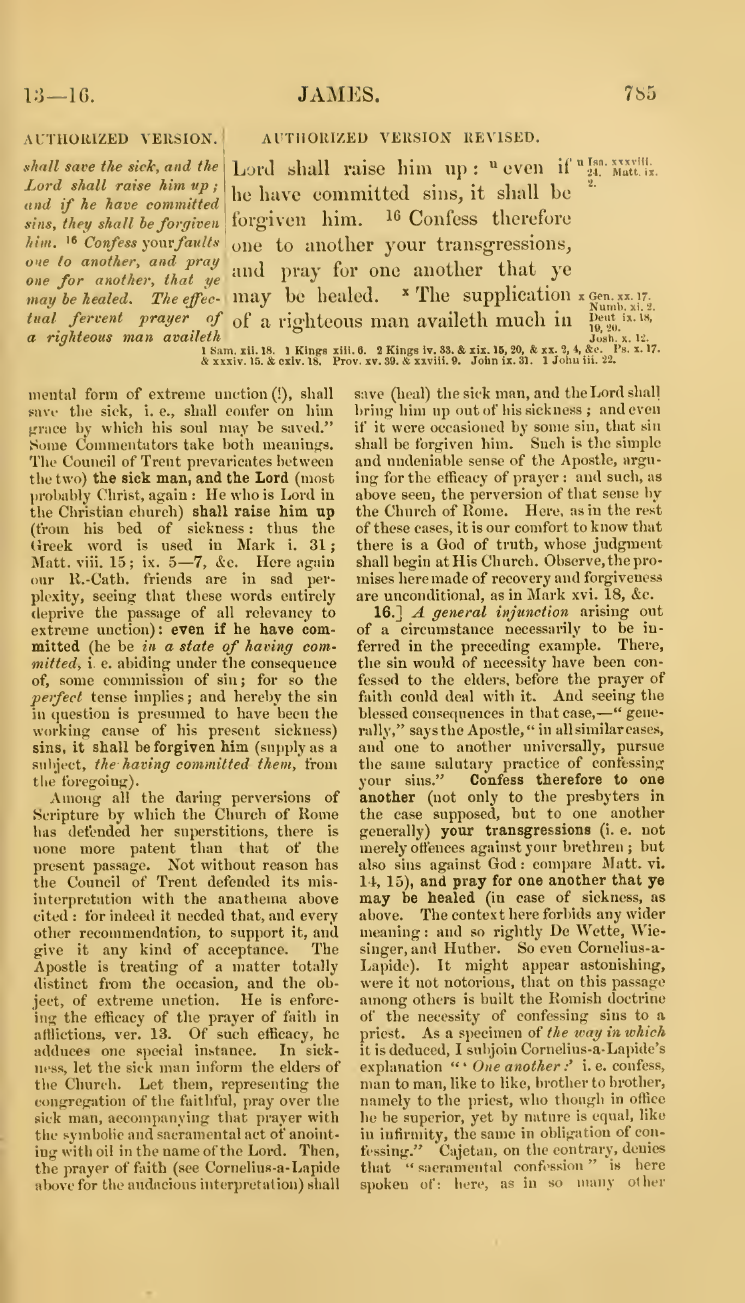 13—16.
JAMES.
785
AUTHORIZED VERSION.
shall save the sick, and the
Lord shall raise him up;
and if he have committed
sins, they shall be forgiven
him. 16 Confess your faults
one to another, and pray
one for another, that ye
may be healed. The effec-
tual fervent prayer of
a righteous man availeth
AUTHORIZED VERSION REVISED.
Lord shall raise him up : u even if
he have committed sins, it shall be
forgiven him. 16 Confess therefore
one to another your transgressions,
and pray for one another that ye
may be healed. x The supplication
of a righteous man availeth much in
u Isa. xxxviii.
24. Matt. ix.
2.
x Gen. xx. 17.
Numb. xi. 2.
Deut ix. 18,
19, 20.
Josh. x. 12.
1 Sam. xii. 18. 1 Kings xiii. 6. 2 Kings iv. 33. & xix. 15, 20, & xx. 2, 4, &c. Ps. x. 17.
& xxxiv. 15. & cxlv. 18. Prov. xv. 39. & xxviii. 9. John ix. 31. 1 John iii. 22.
mental form of extreme unction (!), shall
save the sick, i. e., shall confer on him
grace by which his soul may be saved."
Some Commentators take both meanings.
The Council of Trent prevaricates between
the two) the sick man, and the Lord (most
probably Christ, again : He who is Lord in
the Christian church) shall raise him up
(from his bed of sickness : thus the
Greek word is used in Mark i. 31 ;
Matt. viii. 15 ; ix. 5—7, &c. Here again
our R.-Cath. friends are in sad per-
plexity, seeing that these words entirely
deprive the passage of all relevancy to
extreme unction): even if he have com-
mitted (he be in a state of having com-
mitted, i. e. abiding under the consequence
of, some commission of sin; for so the
perfect tense implies; and hereby the sin
in question is presumed to have been the
working cause of his present sickness)
sins, it shall be forgiven him (supply as a
subject, the having committed them, from
the foregoing).
Among all the daring perversions of
Scripture by which the Church of Rome
has defended her superstitions, there is
none more patent than that of the
present passage. Not without reason has
the Council of Trent defended its mis-
interpretation with the anathema above
cited : for indeed it needed that, and every
other recommendation, to support it, and
give it any kind of acceptance. The
Apostle is treating of a matter totally
distinct from the occasion, and the ob-
ject, of extreme unction. He is enforc-
ing the efficacy of the prayer of faith in
afflictions, ver. 13. Of such efficacy, he
adduces one special instance. In sick-
ness, let the sick man inform the elders of
the Church. Let them, representing the
congregation of the faithful, pray over the
sick man, accompanying that prayer with
the symbolic and sacramental act of anoint-
ing with oil in the name of the Lord. Then,
the prayer of faith (see Cornelius-a-Lapide
above for the audacious interpretation) shall
save (heal) the sick man, and the Lord shall
bring him up out of his sickness ; and even
if it were occasioned by some sin, that sin
shall be forgiven him. Such is the simple
and undeniable sense of the Apostle, argu-
ing for the efficacy of prayer : and such, as
above seen, the perversion of that sense by
the Church of Rome. Here, as in the rest
of these cases, it is our comfort to know that
there is a God of truth, whose judgment
shall begin at His Church. Observe, the pro-
mises here made of recovery and forgiveness
are unconditional, as in Mark xvi. 18, &c.
16.] A general injunction arising out
of a circumstance necessarily to be in-
ferred in the preceding example. There,
the sin would of necessity have been con-
fessed to the elders, before the prayer of
faith could deal with it. And seeing the
blessed consequences in that case,—"gene-
rally," says the Apostle, "in all similar cases,
and one to another universally, pursue
the same salutary practice of confessing
your sins." Confess therefore to one
another (not only to the presbyters in
the case supposed, but to one another
generally) your transgressions (i. e. not
merely offences against your brethren ; but
also sins against God : compare Matt. vi.
14, 15), and pray for one another that ye
may be healed (in case of sickness, as
above. The context here forbids any wider
meaning : and so rightly De Wette, Wie-
singer, and Huther. So even Cornelius-a-
Lapide). It might appear astonishing,
were it not notorious, that on this passage
among others is built the Romish doctrine
of the necessity of confessing sins to a
priest. As a specimen of the way in which
it is deduced, I subjoin Cornelius-a-Lapide's
explanation "' One another :' i. e. confess,
man to man, like to like, brother to brother,
namely to the priest, who though in office
he be superior, yet by nature is equal, like
in infirmity, the same in obligation of con-
fessing." Cajetan, on the contrary, denies
that "sacramental confession" is here
spoken of : here, as in so many other